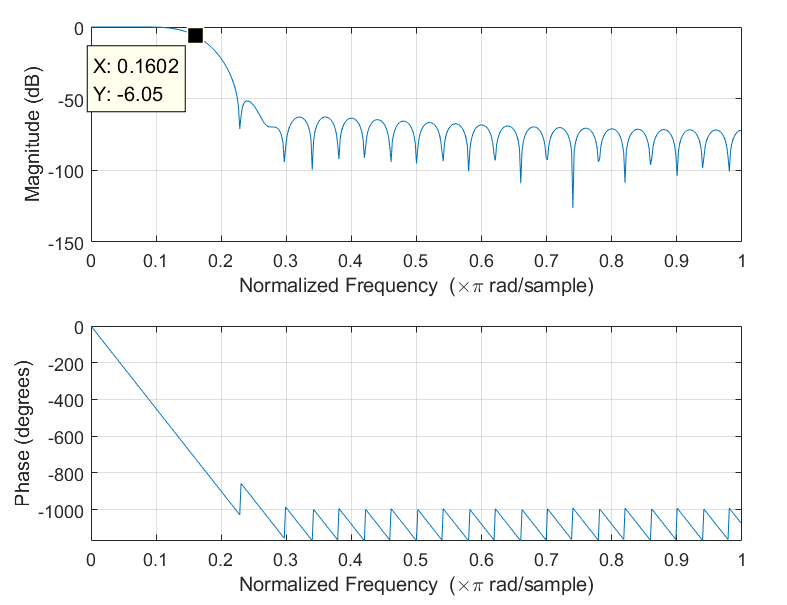 0
-50
-100
-150
Magnitude (dB)
X: 0.1602
Y: -6.05
0 0.1 0.2 0.3 0.4 0.5 0.6 0.7 0.8 0.9 1
Normalized Frequency (×π rad/sample)
0
-200
-400
-600
-800
-1000
Phase (degrees)
0 0.1 0.2 0.3 0.4 0.5 0.6 0.7 0.8 0.9 1
Normalized Frequency (×π rad/sample)